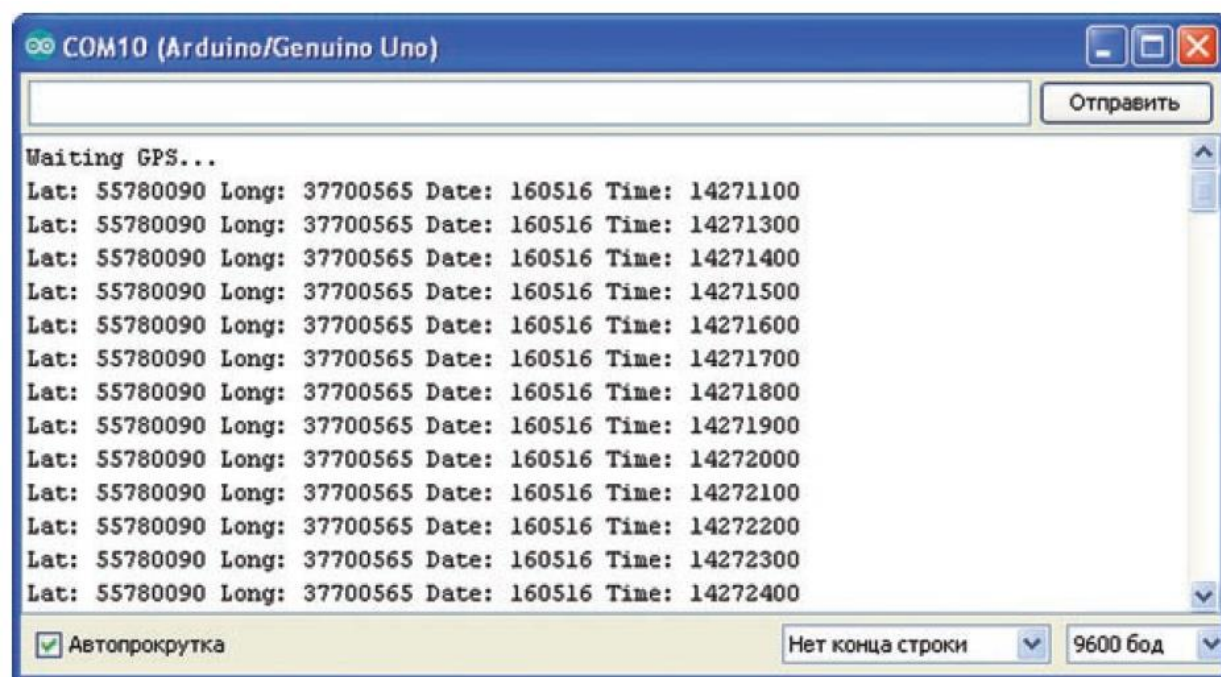 COM10 (Arduino/Genuino Uno)
Отправить
Waiting GPS...
Lat: 55780090 Long: 37700565 Date: 160516 Time: 14271100
Lat: 55780090 Long: 37700565 Date: 160516 Time: 14271300
Lat: 55780090 Long: 37700565 Date: 160516 Time: 14271400
Lat: 55780090 Long: 37700565 Date: 160516 Time: 14271500
Lat: 55780090 Long: 37700565 Date: 160516 Time: 14271600
Lat: 55780090 Long: 37700565 Date: 160516 Time: 14271700
Lat: 55780090 Long: 37700565 Date: 160516 Time: 14271800
Lat: 55780090 Long: 37700565 Date: 160516 Time: 14271900
Lat: 55780090 Long: 37700565 Date: 160516 Time: 14272000
Lat: 55780090 Long: 37700565 Date: 160516 Time: 14272100
Lat: 55780090 Long: 37700565 Date: 160516 Time: 14272200
Lat: 55780090 Long: 37700565 Date: 160516 Time: 14272300
Lat: 55780090 Long: 37700565 Date: 160516 Time: 14272400
Автопрокрутка Нет конца строки 9600 бод